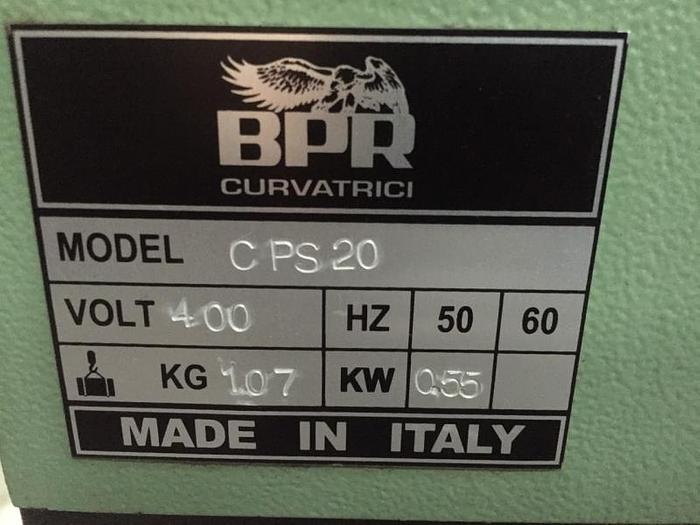 BPR
CURVATRICI
MODEL C PS 20
VOLT 400 HZ 50 60
KG 107 KW 0.55
MADE IN ITALY